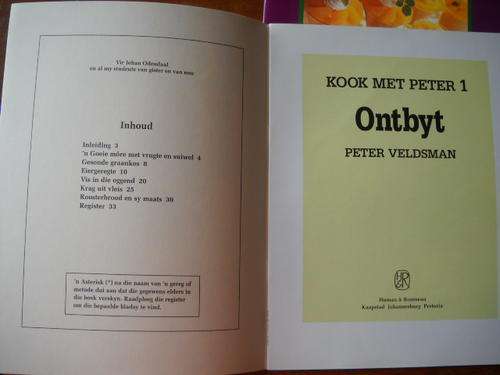 Vir Johan Odendaal
en al my studente van gister en van nou
Inhoud
Inleiding 3
'n Goeie môre met vrugte en suiwel 4
Gesonde graankos 8
Eiergeregte 10
Vis in die oggend 20
Krag uit vleis 25
Roosterbrood en sy maats 30
Register 33
'n Asterisk (*) na die naam van 'n gereg of
metode dui aan dat die gegewens elders in
die boek verskyn. Raadpleeg die register
om die bepaalde bladsy te vind.
KOOK MET PETER 1
Ontbyt
PETER VELDSMAN
H&R
Human & Rousseau
Kaapstad Johannesburg Pretoria